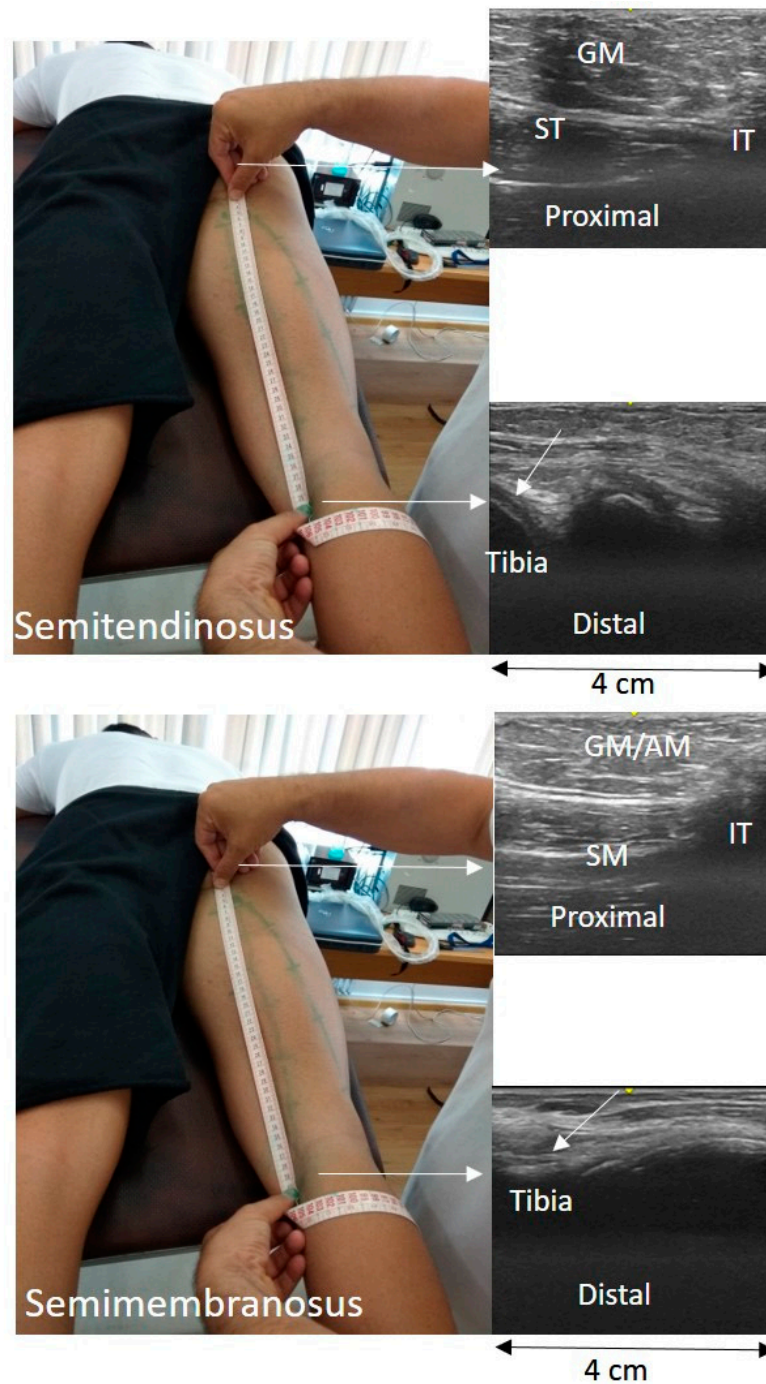 GM
ST
IT
Proximal
Tibia
Distal
Semitendinosus
4 cm
GM/AM
IT
SM
Proximal
Tibia
Distal
Semimembranosus
4 cm